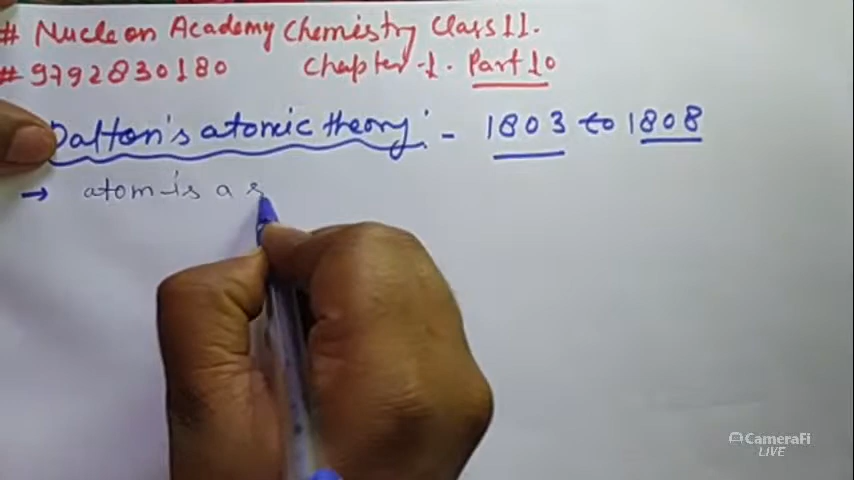 # Nucleon Academy Chemistry Class 11.
# 9792830180 Chapter-1. Part 10
Dalton's atomic theory:- 1803 to 1808
→ atom is a s
CameraFi
LIVE